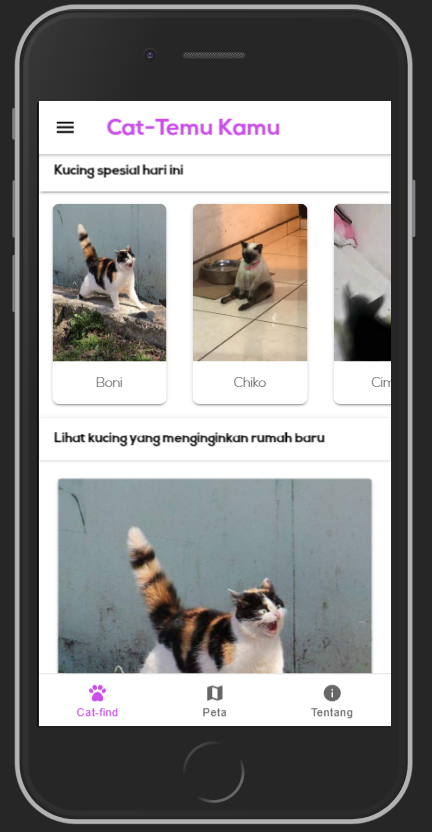 Cat-Temu Kamu
Kucing spesial hari ini
Boni
Chiko
Lihat kucing yang menginginkan rumah baru
Cat-find
Peta
Tentang